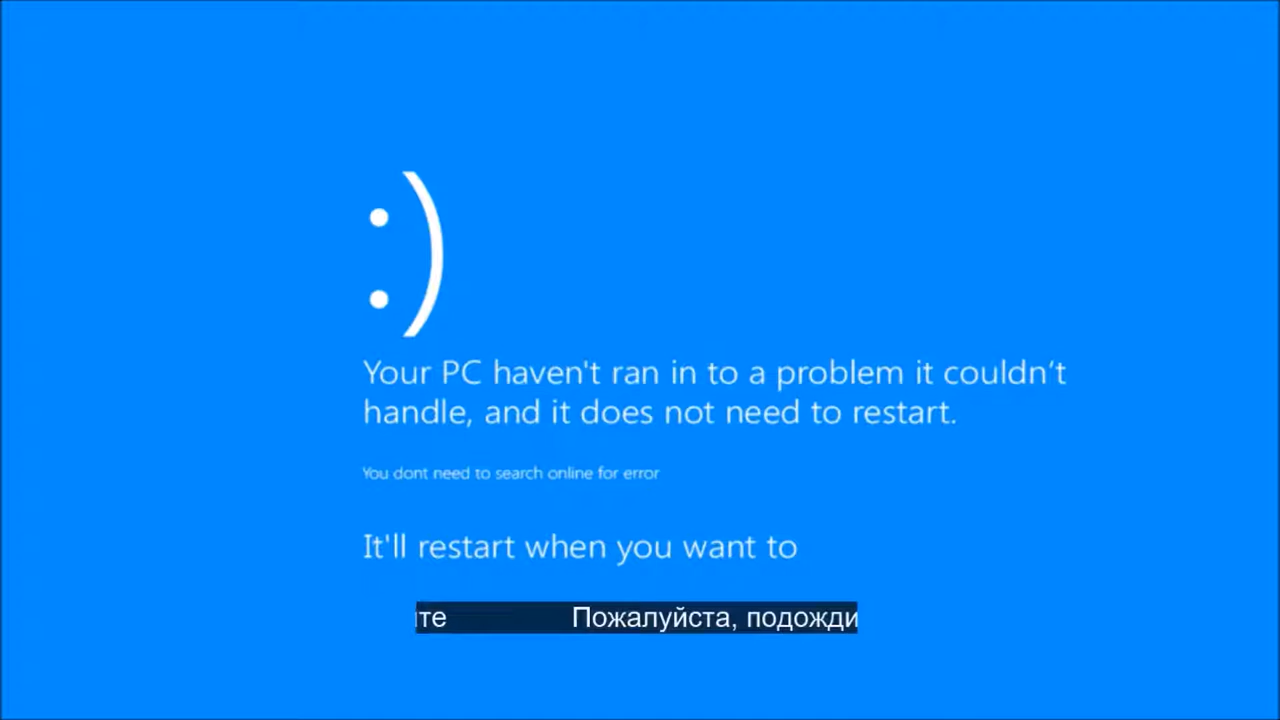 :)
Your PC haven't ran in to a problem it couldn't
handle, and it does not need to restart.
You dont need to search online for error
It'll restart when you want to
ите Пожалуйста, подожди